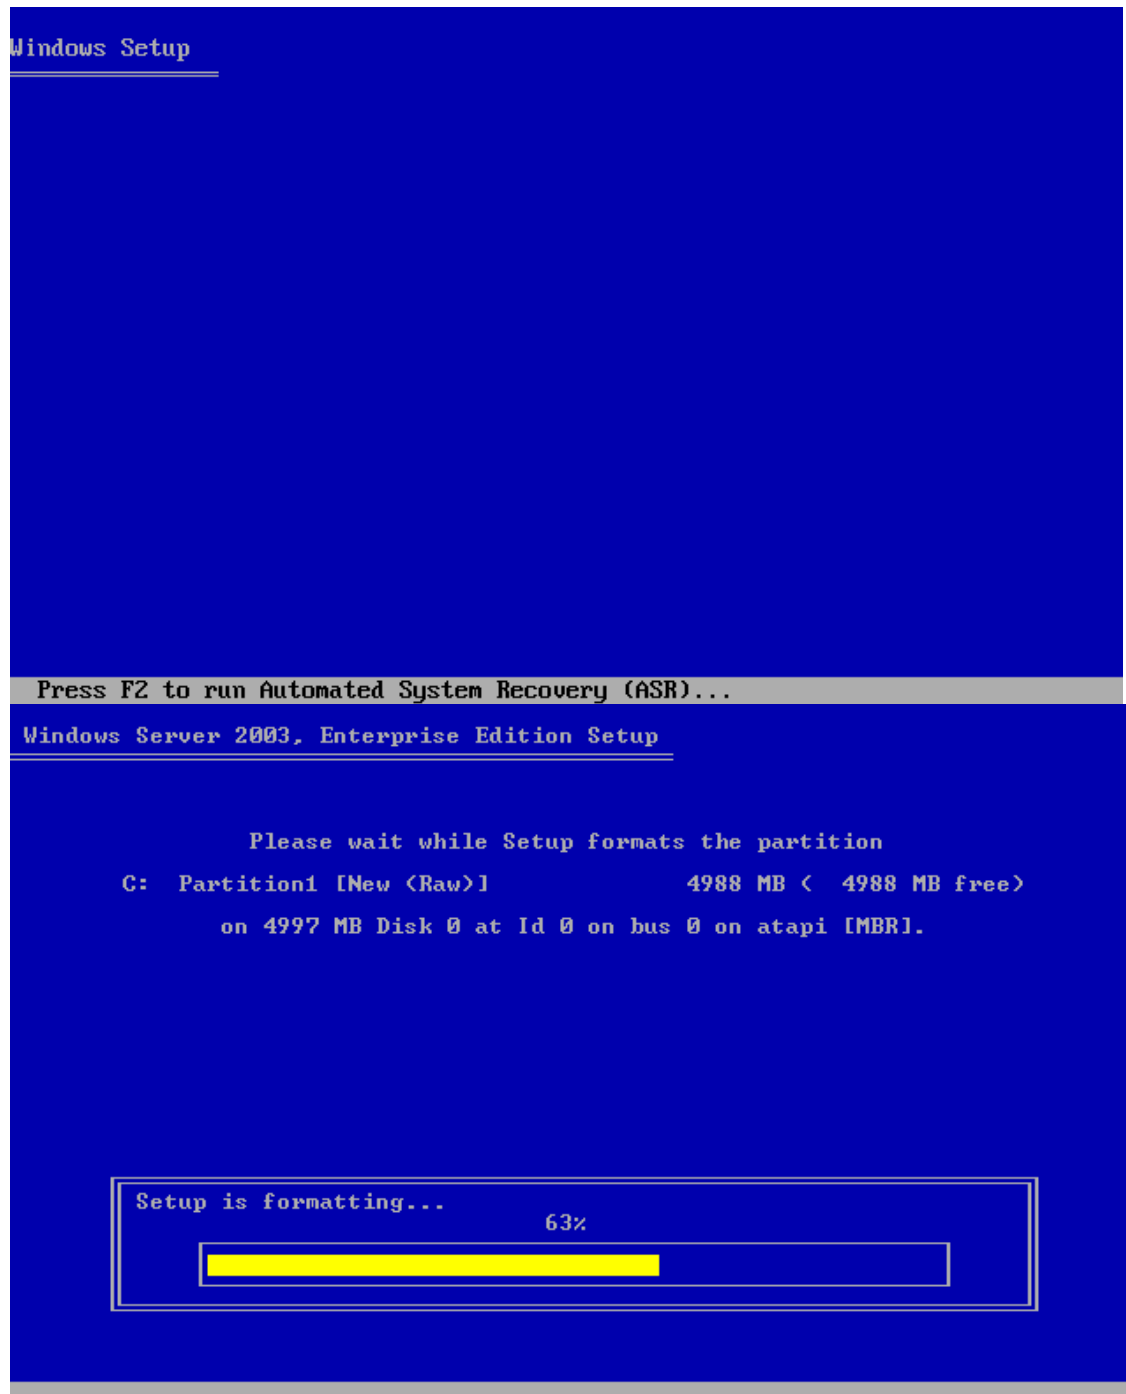 Windows Setup
Press F2 to run Automated System Recovery (ASR)...
Windows Server 2003, Enterprise Edition Setup
Please wait while Setup formats the partition
C: Partition1 [New (Raw)] 4988 MB ( 4988 MB free)
on 4997 MB Disk 0 at Id 0 on bus 0 on atapi [MBR].
Setup is formatting...
63%